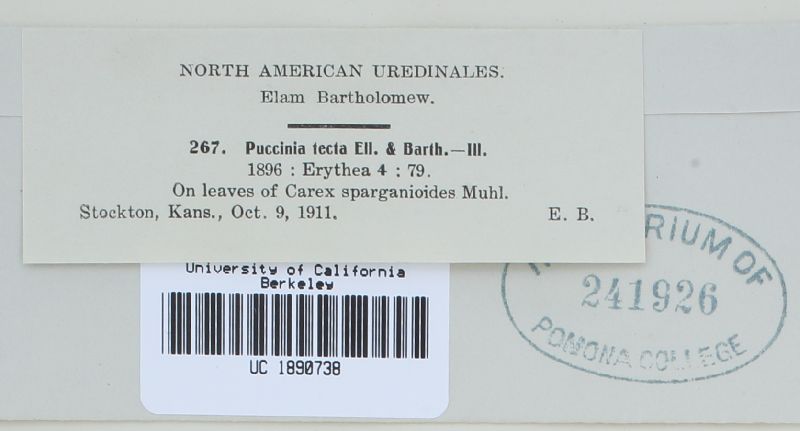 NORTH AMERICAN UREDINALES.
Elam Bartholomew.
267. Puccinia tecta Ell. & Barth.—III.
1896 : Erythea 4 : 79.
On leaves of Carex sparganioides Muhl.
Stockton, Kans., Oct. 9, 1911. E. B.
University of California
Berkeley
UC 1890738
RIUM OF
241926
POMONA COLLEGE